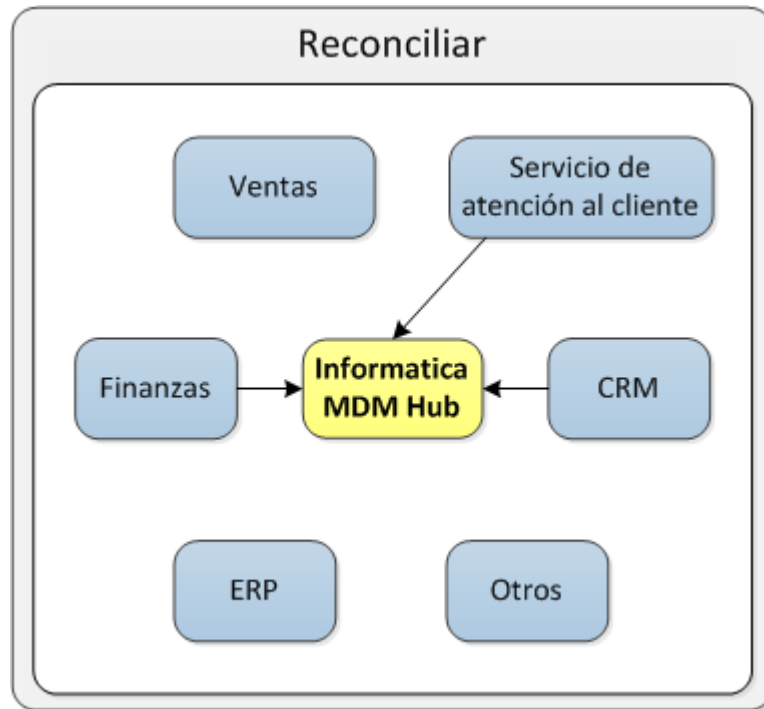 Reconciliar
Ventas
Servicio de
atención al cliente
Finanzas
Informatica
MDM Hub
CRM
ERP
Otros